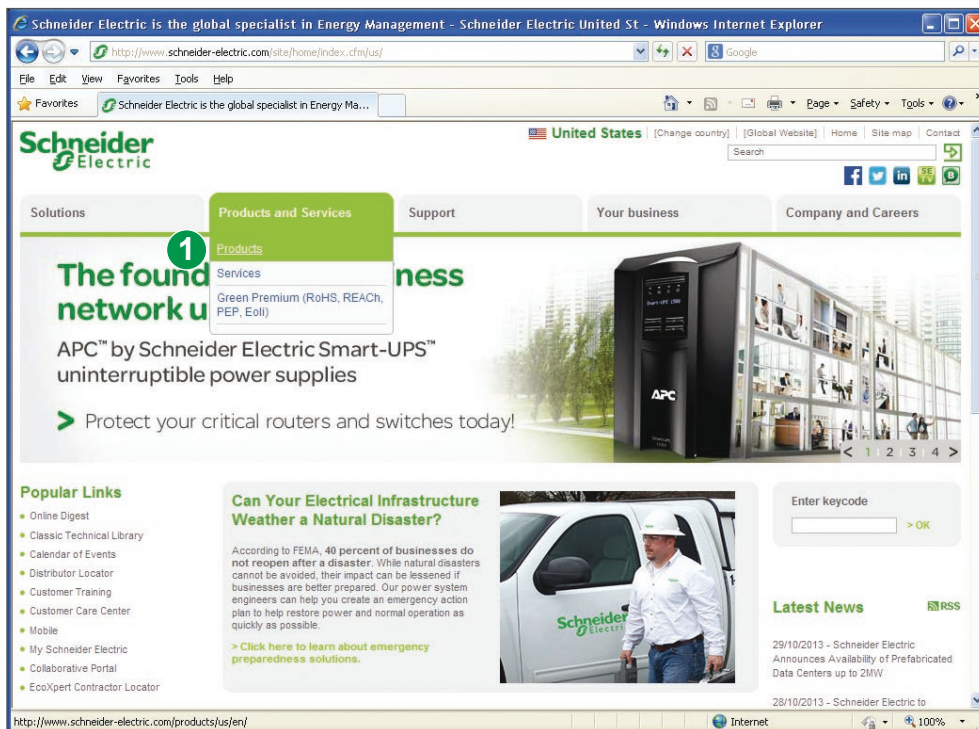 Schneider Electric is the global specialist in Energy Management - Schneider Electric United St - Windows Internet Explorer
http://www.schneider-electric.com/site/home/index.cfm/us/
Google
File Edit View Favorites Tools Help
Favorites
Schneider Electric is the global specialist in Energy Ma...
Page Safety Tools
Schneider
Electric
United States [Change country] [Global Website] Home Site map Contact
Search
SE TV
B
Solutions
Products and Services
Support
Your business
Company and Careers
1
Products
Services
Green Premium (RoHS, REACh,
PEP, Eoli)
The found ness
network u
APC™ by Schneider Electric Smart-UPS™
uninterruptible power supplies
> Protect your critical routers and switches today!
Smart-UPS 1500
APC
< 1 2 3 4 >
Popular Links
Online Digest
Classic Technical Library
Calendar of Events
Distributor Locator
Customer Training
Customer Care Center
Mobile
My Schneider Electric
Collaborative Portal
EcoXpert Contractor Locator
Can Your Electrical Infrastructure
Weather a Natural Disaster?
According to FEMA, 40 percent of businesses do
not reopen after a disaster. While natural disasters
cannot be avoided, their impact can be lessened if
businesses are better prepared. Our power system
engineers can help you create an emergency action
plan to help restore power and normal operation as
quickly as possible.
> Click here to learn about emergency
preparedness solutions.
Schneider
Electric
Enter keycode
> OK
Latest News
RSS
29/10/2013 - Schneider Electric
Announces Availability of Prefabricated
Data Centers up to 2MW
28/10/2013 - Schneider Electric to
http://www.schneider-electric.com/products/us/en/
Internet
100%